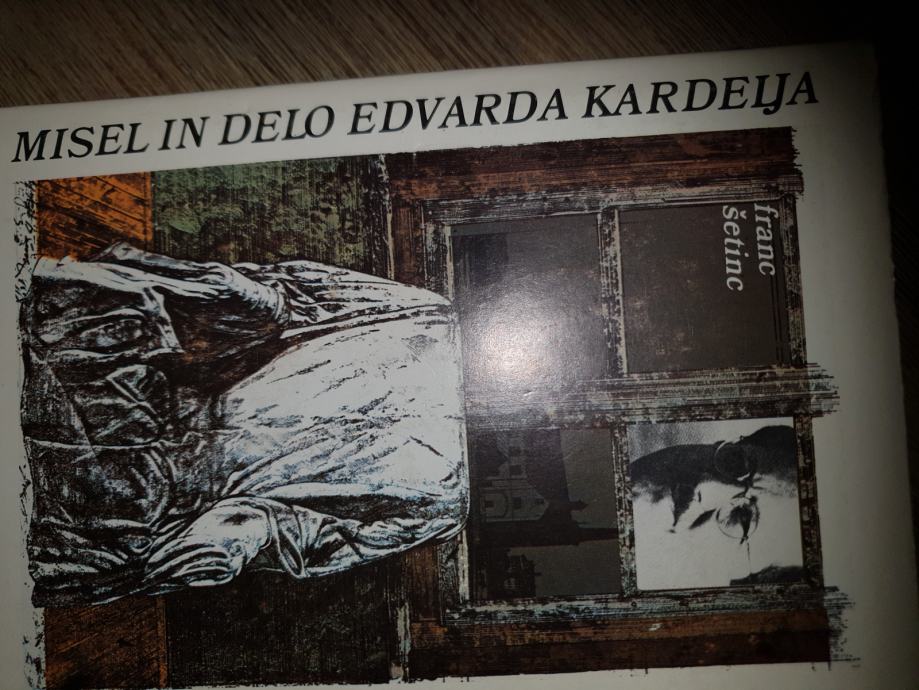 MISEL IN DELO EDVARDA KARDELJA
franc
šetinc